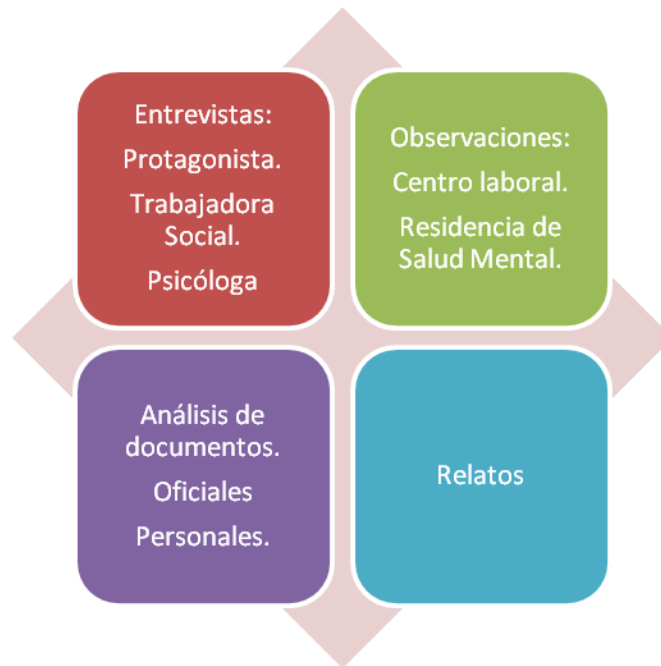 Entrevistas:
Protagonista.
Trabajadora
Social.
Psicóloga
Observaciones:
Centro laboral.
Residencia de
Salud Mental.
Análisis de
documentos.
Oficiales
Personales.
Relatos